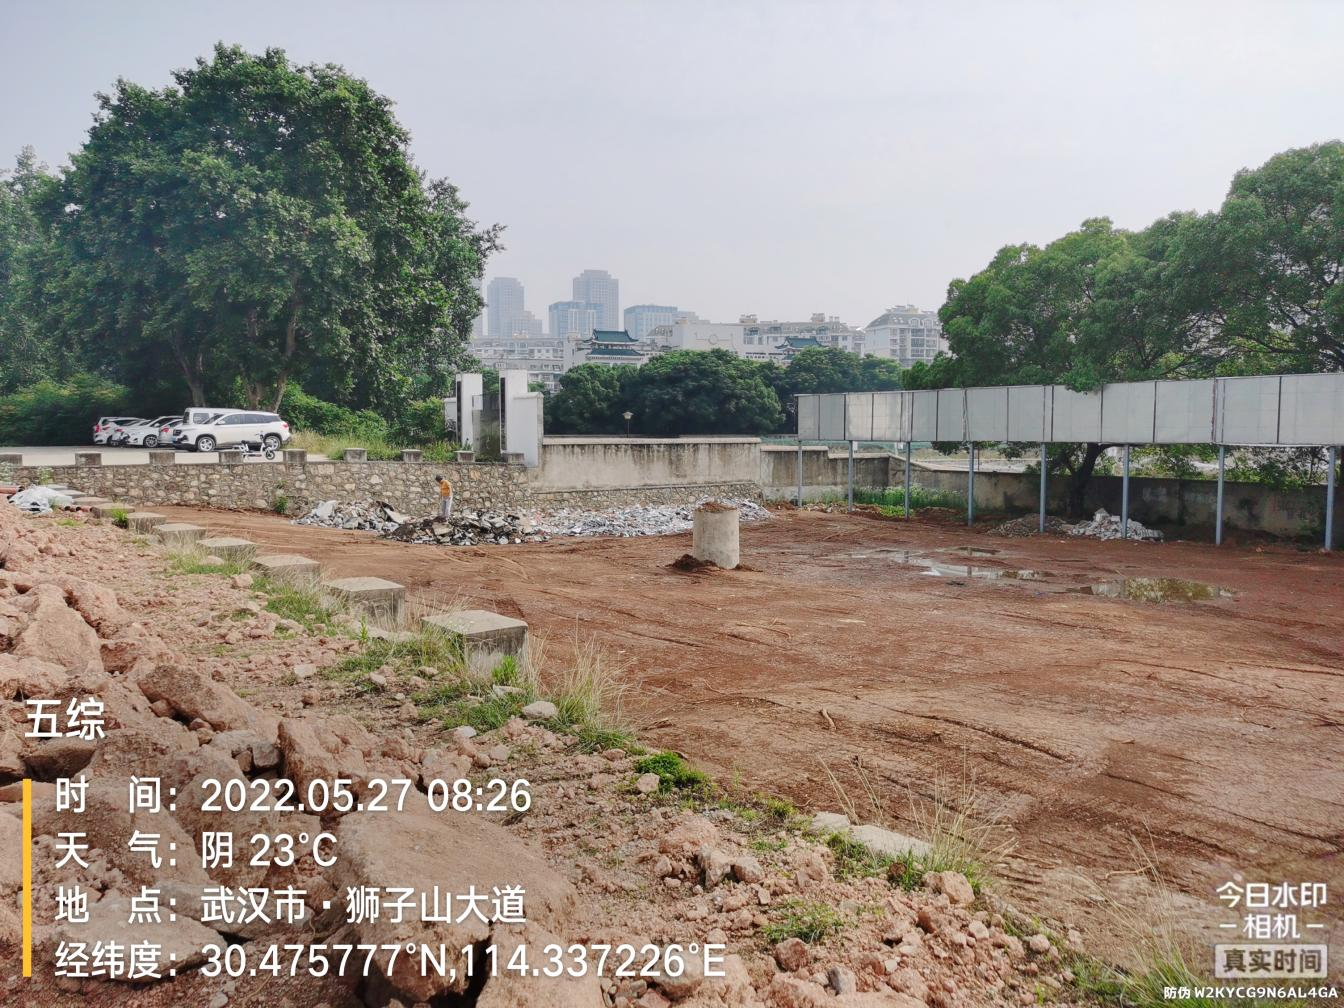 五综
时 间：2022.05.27 08:26
天 气：阴 23℃
地 点：武汉市·狮子山大道
经纬度：30.475777°N,114.337226°E
今日水印
相机
真实时间
防伪 W2KYCG9N6AL4GA